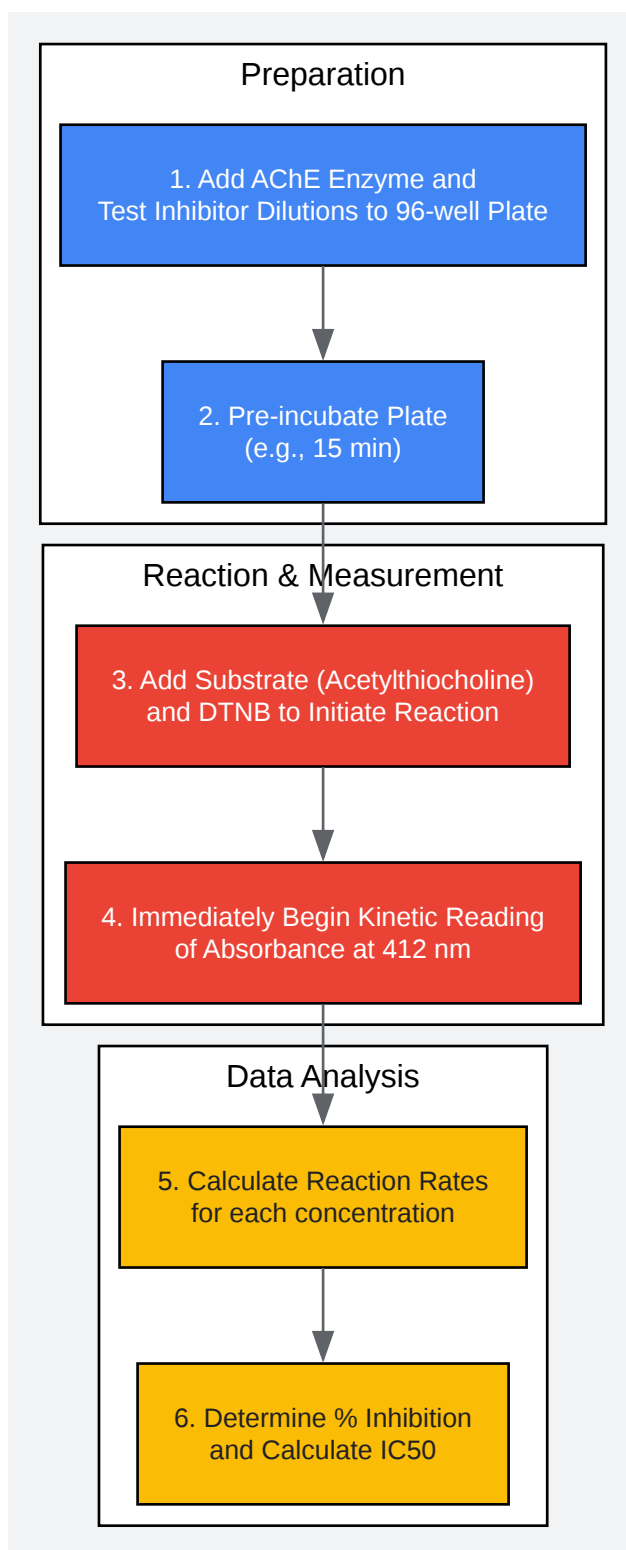 Preparation
1. Add AChE Enzyme and
Test Inhibitor Dilutions to 96-well Plate
2. Pre-incubate Plate
(e.g., 15 min)
Reaction & Measurement
3. Add Substrate (Acetylthiocholine)
and DTNB to Initiate Reaction
4. Immediately Begin Kinetic Reading
of Absorbance at 412 nm
Data Analysis
5. Calculate Reaction Rates
for each concentration
6. Determine % Inhibition
and Calculate IC50